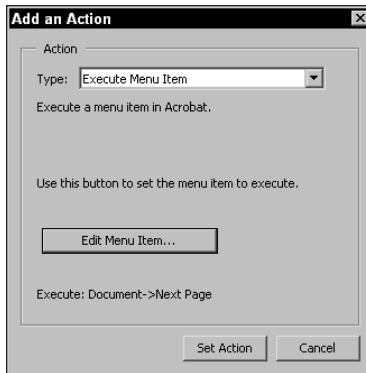 Add an Action
Action
Type: Execute Menu Item
Execute a menu item in Acrobat.
Use this button to set the menu item to execute.
Edit Menu Item...
Execute: Document->Next Page
Set Action Cancel